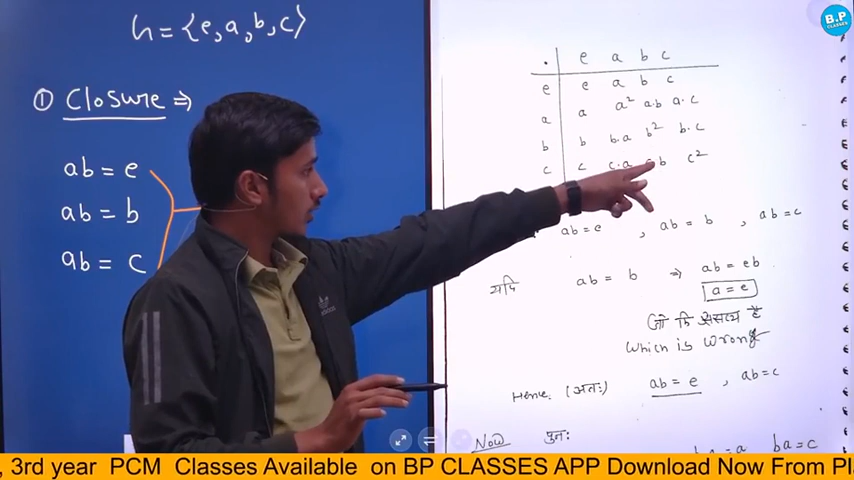 h = {e, a, b, c}
① Closure ⇒
ab = e
ab = b
ab = c
B.P
CLASSES
. e a b c
e e a b c
a a a² a·b a·c
b b b·a b² b·c
c c c·a b c²
ab = e , ab = b , ab = c
यदि ab = b ⇒ ab = eb
a = e
जो कि असत्य है
which is wrong
Hence (अतः) ab = e , ab = c
Now पुनः
ba = a ba = c
adidas
, 3rd year PCM Classes Available on BP CLASSES APP Download Now From Pl